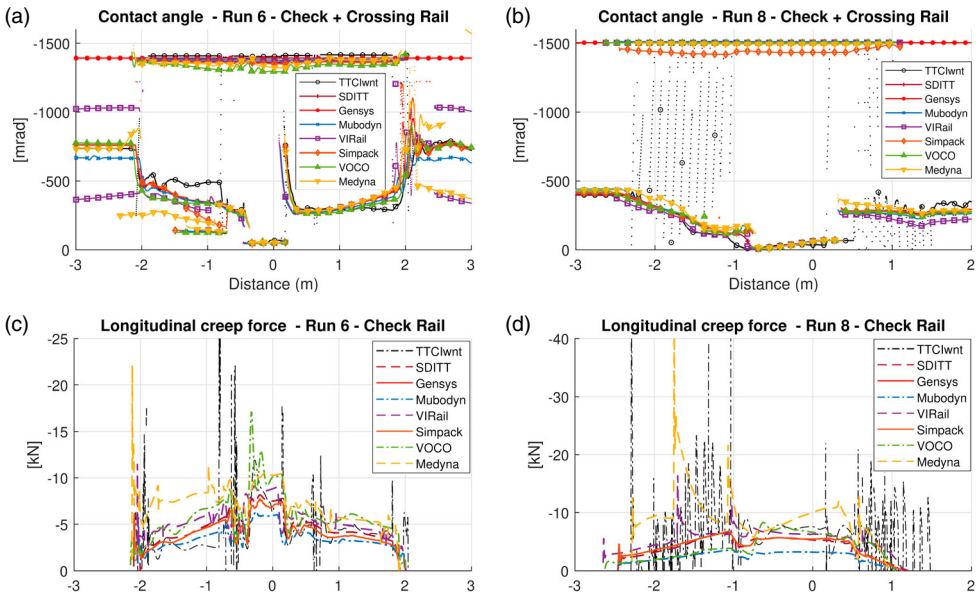 (a)
Contact angle - Run 6 - Check + Crossing Rail
-1500
-1000
-500
0
[mrad]
TTCIwnt
SDITT
Gensys
Mubodyn
VIRail
Simpack
VOCO
Medyna
-3
-2
-1
0
1
2
3
Distance (m)
(b)
Contact angle - Run 8 - Check + Crossing Rail
-1500
-1000
-500
0
[mrad]
TTCIwnt
SDITT
Gensys
Mubodyn
VIRail
Simpack
VOCO
Medyna
-3
-2
-1
0
1
2
Distance (m)
(c)
Longitudinal creep force - Run 6 - Check Rail
-25
-20
-15
-10
-5
0
[kN]
TTCIwnt
SDITT
Gensys
Mubodyn
VIRail
Simpack
VOCO
Medyna
-3
-2
-1
0
1
2
3
(d)
Longitudinal creep force - Run 8 - Check Rail
-40
-30
-20
-10
0
[kN]
TTCIwnt
SDITT
Gensys
Mubodyn
VIRail
Simpack
VOCO
Medyna
-3
-2
-1
0
1
2